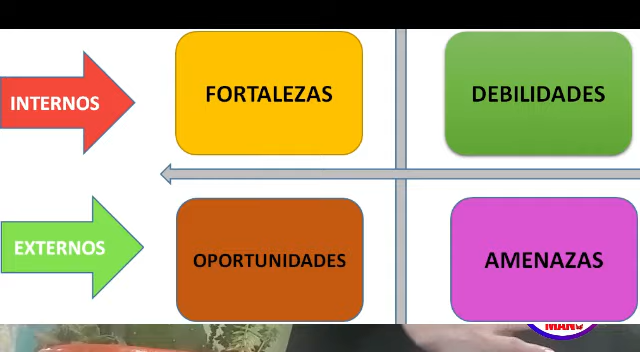 INTERNOS
FORTALEZAS
DEBILIDADES
EXTERNOS
OPORTUNIDADES
AMENAZAS